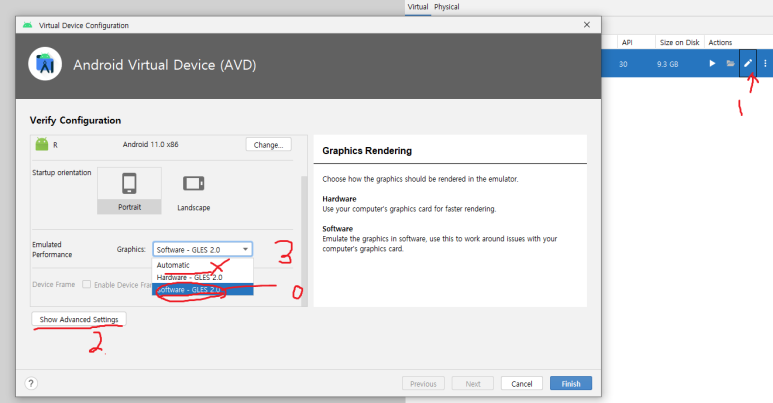 Virtual Physical
Virtual Device Configuration
API Size on Disk Actions
30 9.3 GB
1
Android Virtual Device (AVD)
Verify Configuration
R Android 11.0 x86 Change...
Startup orientation
Portrait Landscape
Emulated
Performance
Graphics: Software - GLES 2.0
3
Automatic
Hardware - GLES 2.0
Software - GLES 2.0
Device Frame Enable Device Fra
Show Advanced Settings
2.
Graphics Rendering
Choose how the graphics should be rendered in the emulator.
Hardware
Use your computer's graphics card for faster rendering.
Software
Emulate the graphics in software, use this to work around issues with your
computer's graphics card.
? Previous Next Cancel Finish